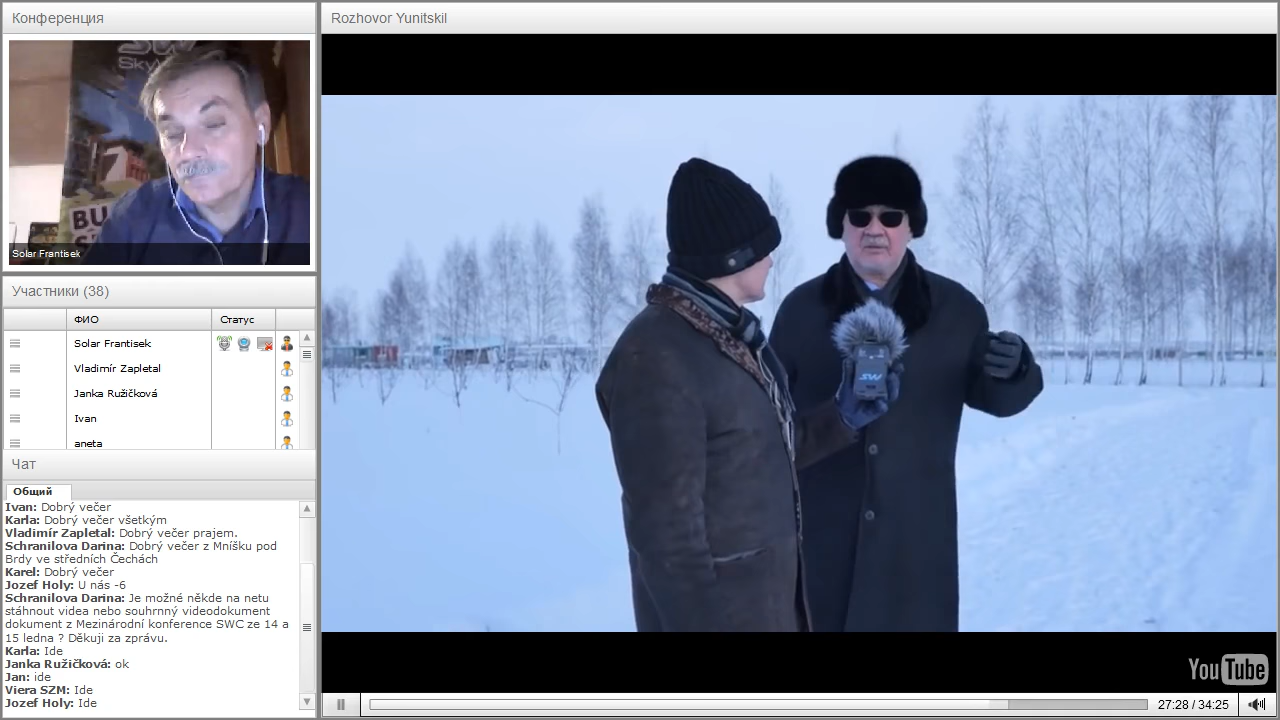 Конференция
SW
SkyW
BU
Solar Frantisek
Участники (38)
ФИО Статус
Solar Frantisek
Vladimír Zapletal
Janka Ružičková
Ivan
aneta
Чат
Общий
Ivan: Dobrý večer
Karla: Dobrý večer všetkým
Vladimír Zapletal: Dobrý večer prajem.
Schranilova Darina: Dobrý večer z Mníšku pod
Brdy ve středních Čechách
Karel: Dobrý večer
Jozef Holy: U nás -6
Schranilova Darina: Je možné někde na netu
stáhnout videa nebo souhrnný videodokument
dokument z Mezinárodní konference SWC ze 14 a
15 ledna ? Děkuji za zprávu.
Karla: Ide
Janka Ružičková: ok
Jan: ide
Viera SZM: Ide
Jozef Holy: Ide
Rozhovor Yunitskil
SW
YouTube
27:28 / 34:25